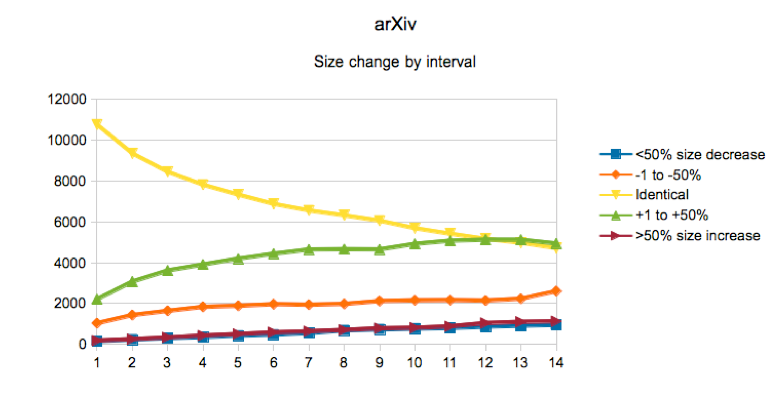 arXiv
Size change by interval
12000
10000
8000
6000
4000
2000
0
1 2 3 4 5 6 7 8 9 10 11 12 13 14
<50% size decrease
-1 to -50%
Identical
+1 to +50%
>50% size increase